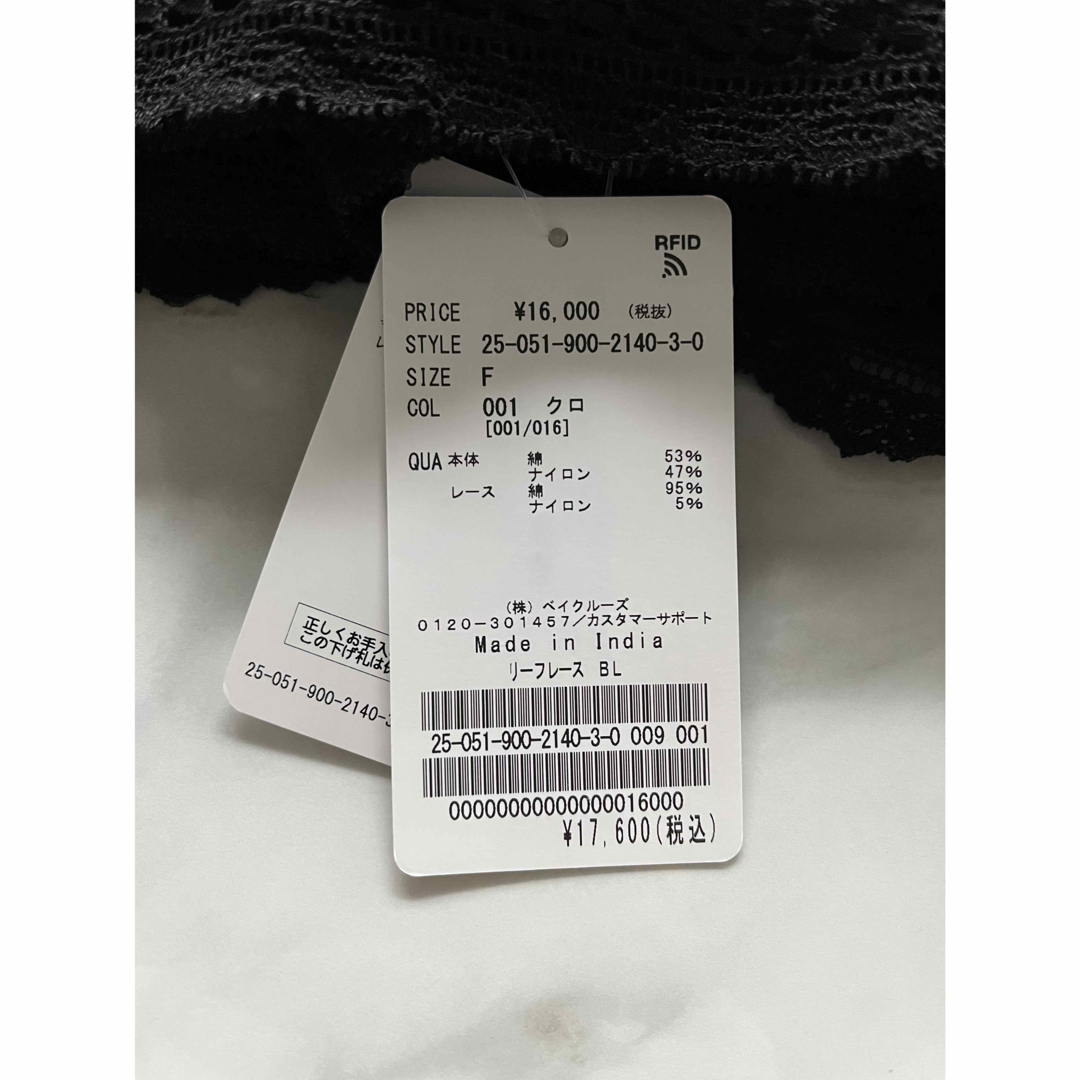 RFID
PRICE ¥16,000 (税抜)
STYLE 25-051-900-2140-3-0
SIZE F
COL 001 クロ
[001/016]
QUA 本体 綿 53%
ナイロン 47%
レース 綿 95%
ナイロン 5%
(株) ベイクルーズ
0120-301457/カスタマーサポート
Made in India
リーフレース BL
25-051-900-2140-3-0 009 001
00000000000000016000
¥17,600(税込)
正しくお手入
この下げ札は
25-051-900-2140-